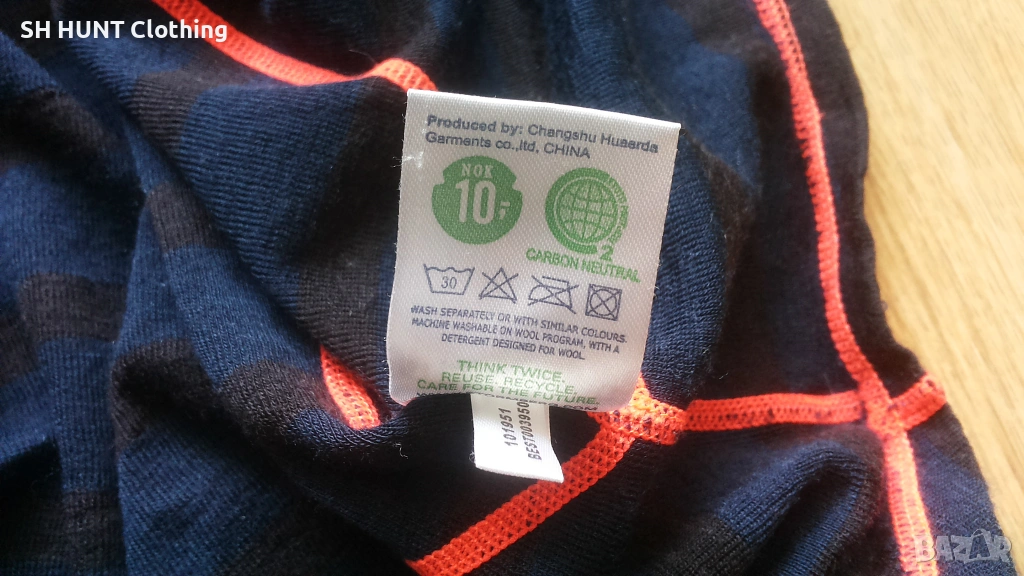 SH HUNT Clothing
Produced by: Changshu Huaerda
Garments co.,ltd, CHINA
NOK
10,-
2
CARBON NEUTRAL
30
WASH SEPARATELY OR WITH SIMILAR COLOURS.
MACHINE WASHABLE ON WOOL PROGRAM, WITH A
DETERGENT DESIGNED FOR WOOL.
THINK TWICE.
REUSE. RECYCLE.
CARE FOR THE FUTURE.
101951
BAZAR